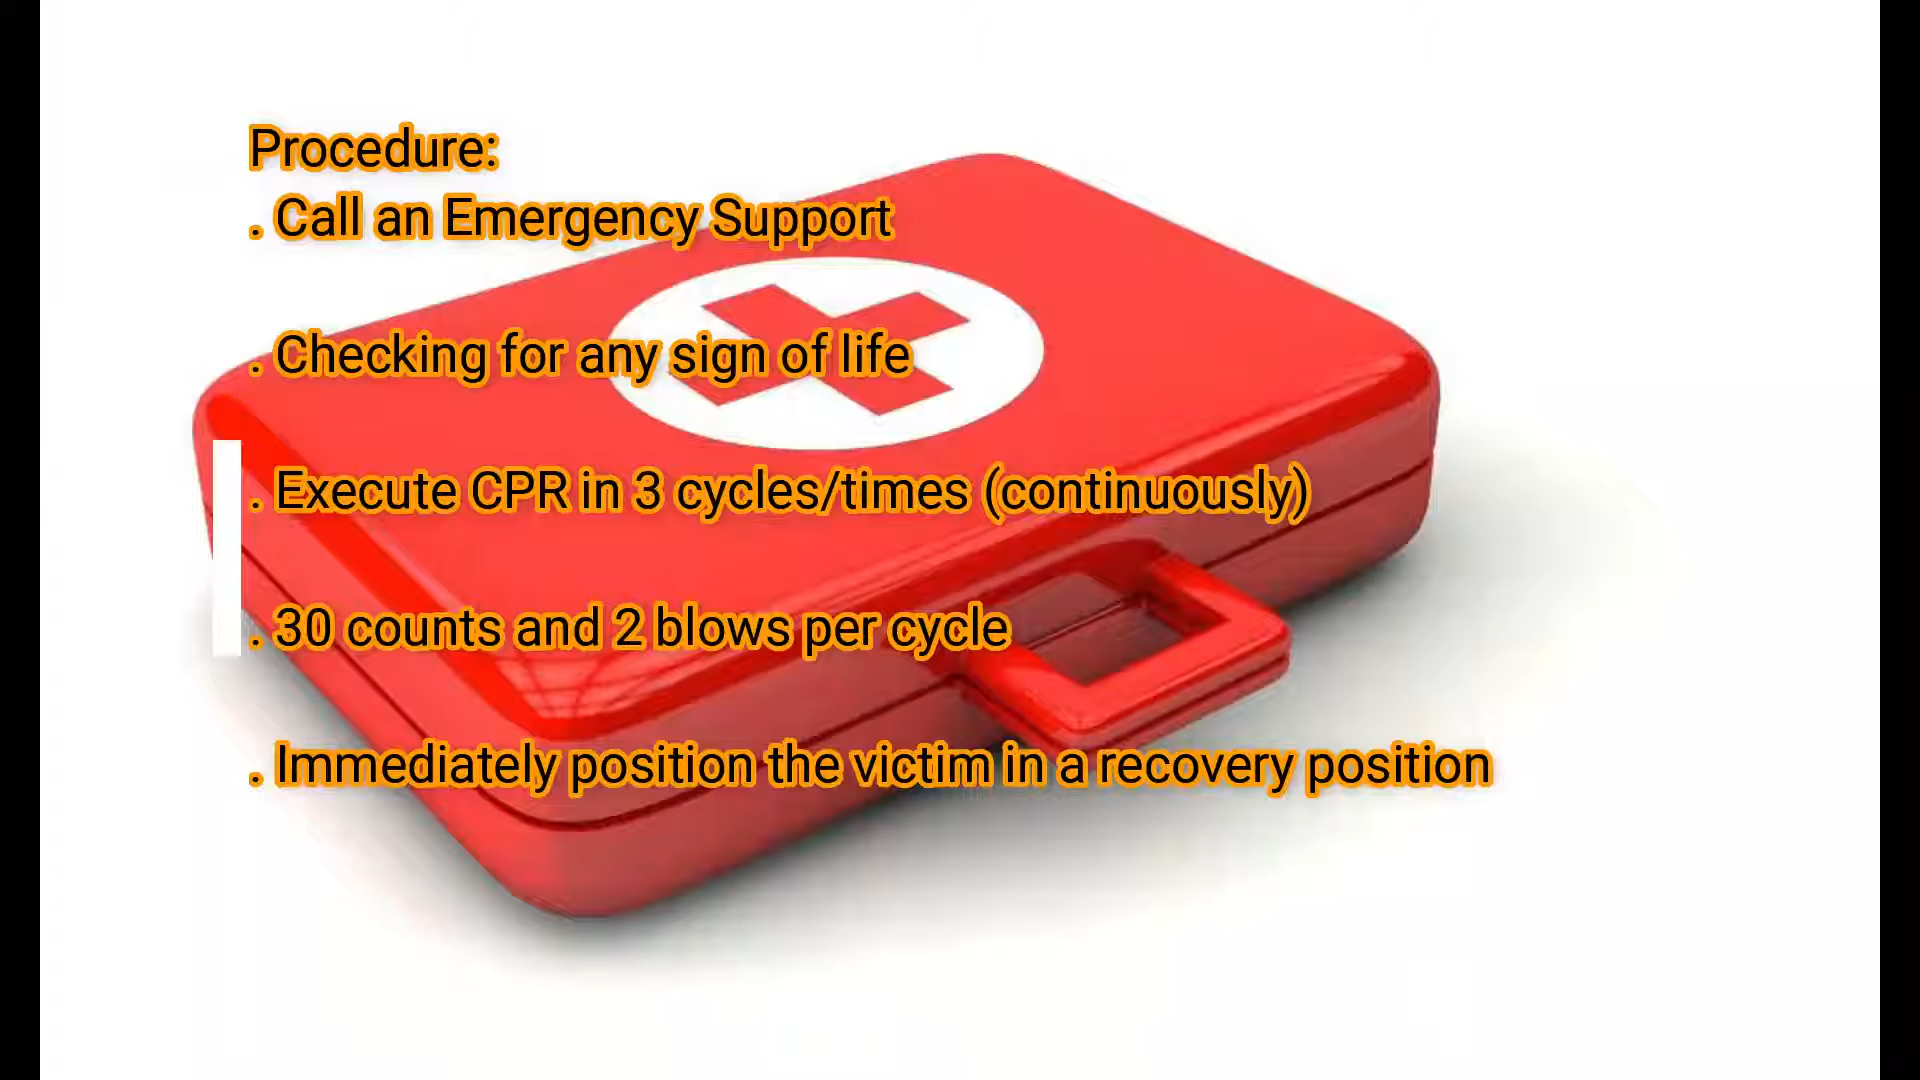 Procedure:
. Call an Emergency Support
. Checking for any sign of life
. Execute CPR in 3 cycles/times (continuously)
. 30 counts and 2 blows per cycle
. Immediately position the victim in a recovery position